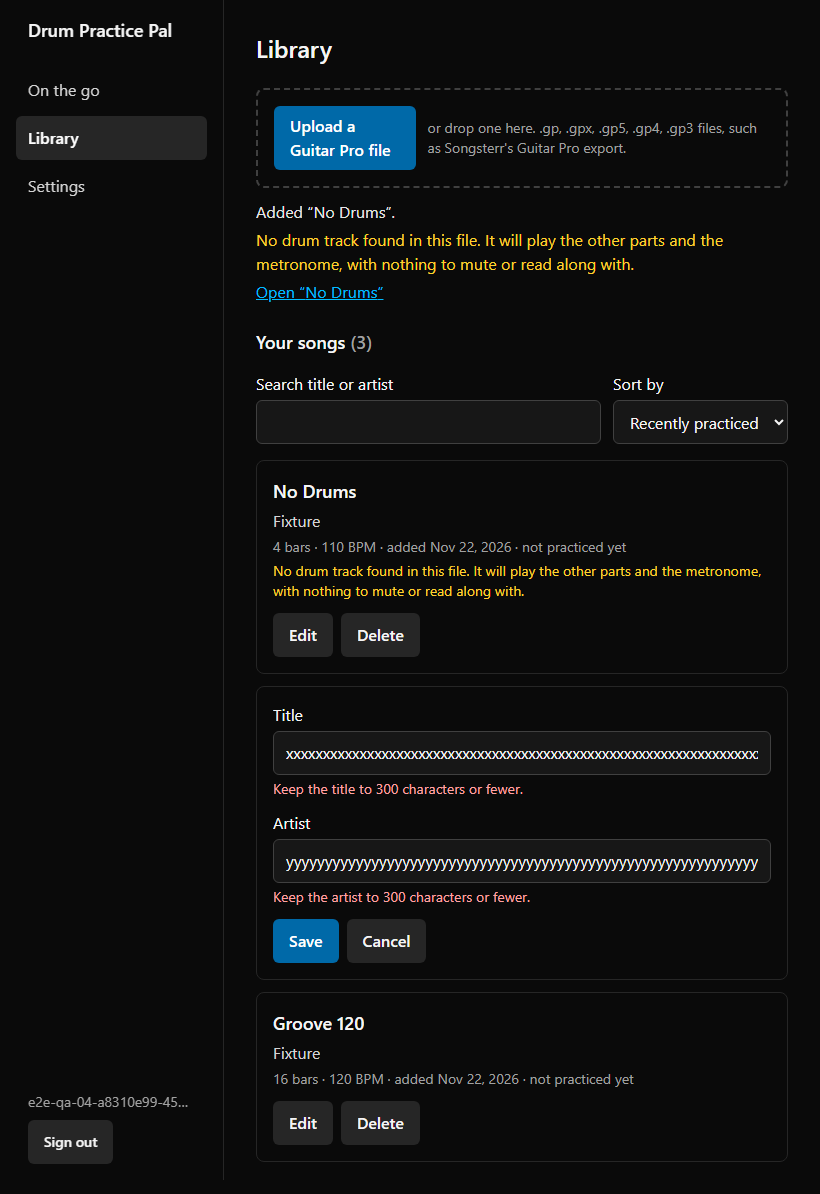 Drum Practice Pal
On the go
Library
Settings
e2e-qa-04-a8310e99-45...
Sign out
Library
Upload a
Guitar Pro file
or drop one here. .gp, .gpx, .gp5, .gp4, .gp3 files, such
as Songsterr's Guitar Pro export.
Added “No Drums”.
No drum track found in this file. It will play the other parts and the
metronome, with nothing to mute or read along with.
Open “No Drums”
Your songs (3)
Search title or artist
Sort by
Recently practiced
No Drums
Fixture
4 bars · 110 BPM · added Nov 22, 2026 · not practiced yet
No drum track found in this file. It will play the other parts and the metronome,
with nothing to mute or read along with.
Edit
Delete
Title
Keep the title to 300 characters or fewer.
Artist
Keep the artist to 300 characters or fewer.
Save
Cancel
Groove 120
Fixture
16 bars · 120 BPM · added Nov 22, 2026 · not practiced yet
Edit
Delete